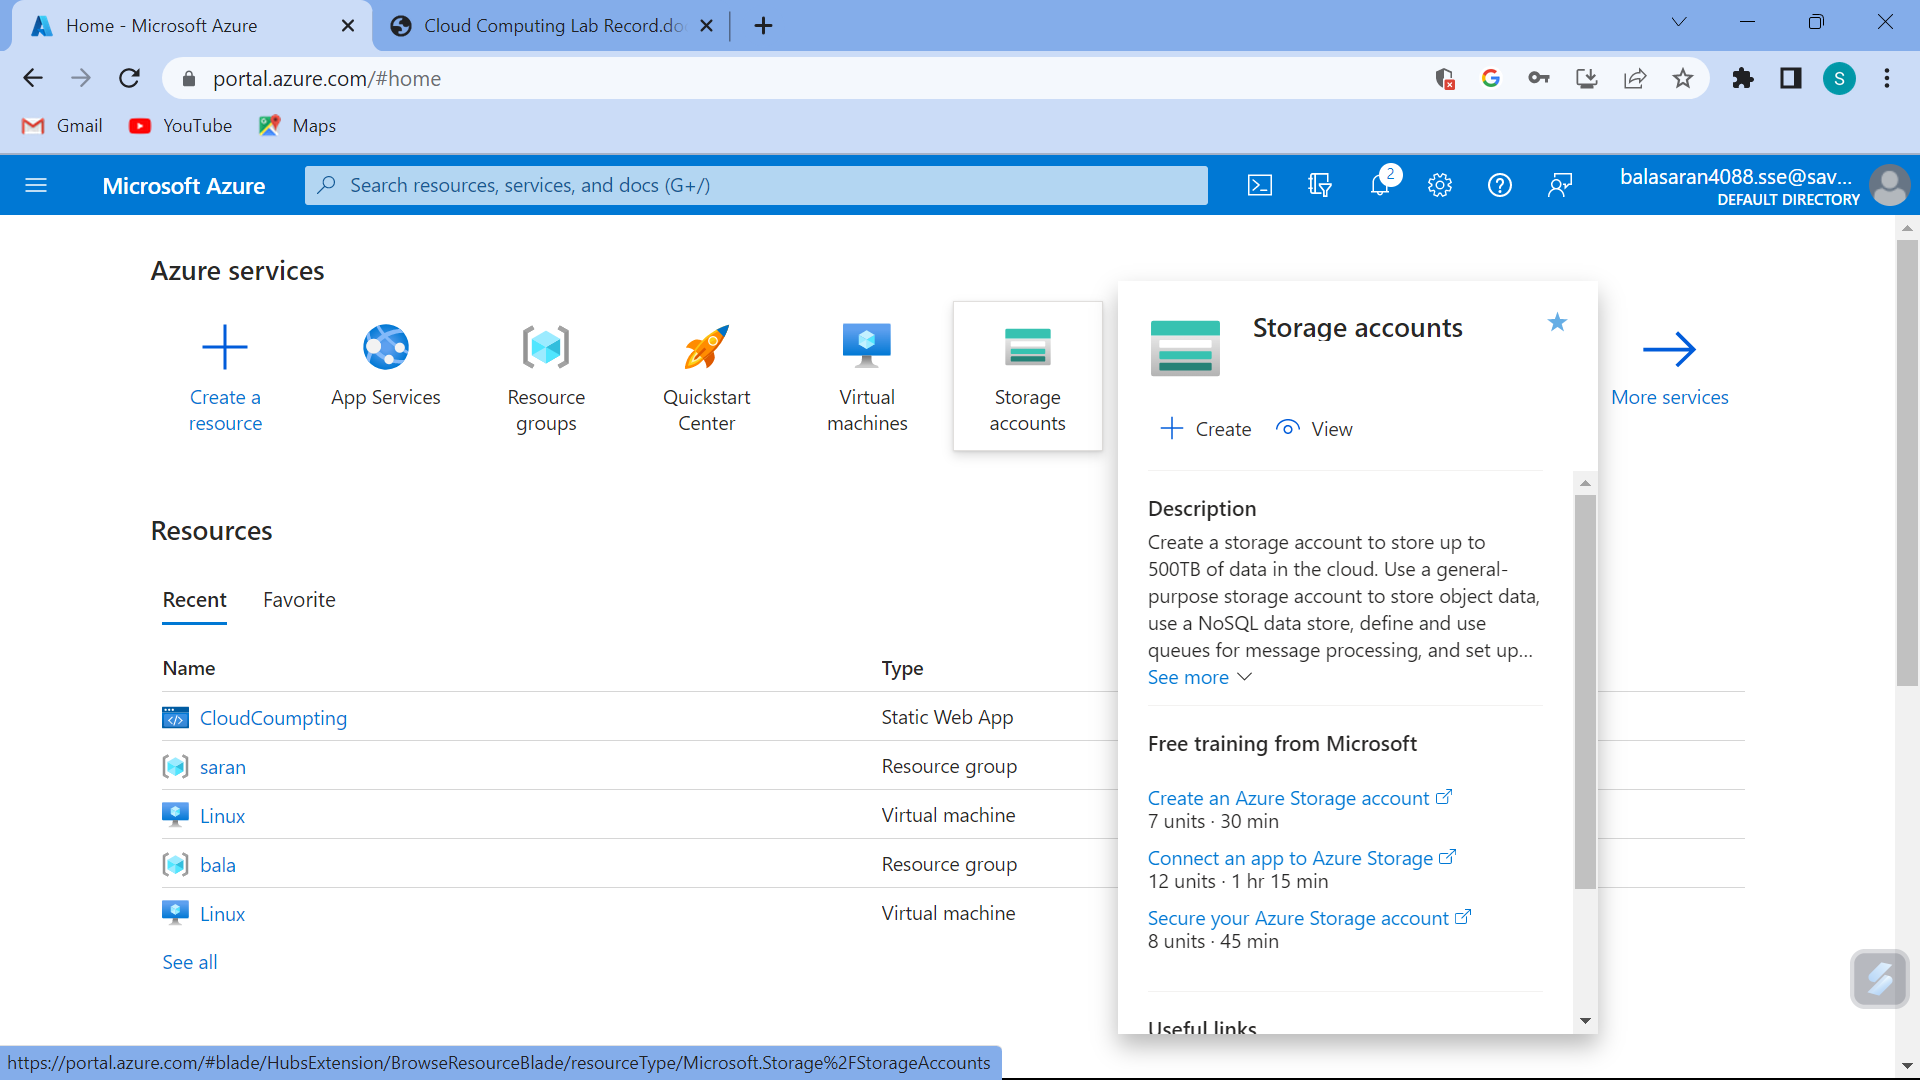 Home - Microsoft Azure
Cloud Computing Lab Record.do
portal.azure.com/#home
S
Gmail
YouTube
Maps
Microsoft Azure
Search resources, services, and docs (G+/)
2
balasaran4088.sse@sav...
DEFAULT DIRECTORY
Azure services
Create a
resource
App Services
Resource
groups
Quickstart
Center
Virtual
machines
Storage
accounts
Storage accounts
Create
View
More services
Description
Create a storage account to store up to
500TB of data in the cloud. Use a general-
purpose storage account to store object data,
use a NoSQL data store, define and use
queues for message processing, and set up...
See more
Free training from Microsoft
Create an Azure Storage account
7 units · 30 min
Connect an app to Azure Storage
12 units · 1 hr 15 min
Secure your Azure Storage account
8 units · 45 min
Useful links
Resources
Recent
Favorite
Name
Type
CloudCoumpting
Static Web App
saran
Resource group
Linux
Virtual machine
bala
Resource group
Linux
Virtual machine
See all
https://portal.azure.com/#blade/HubsExtension/BrowseResourceBlade/resourceType/Microsoft.Storage%2FStorageAccounts